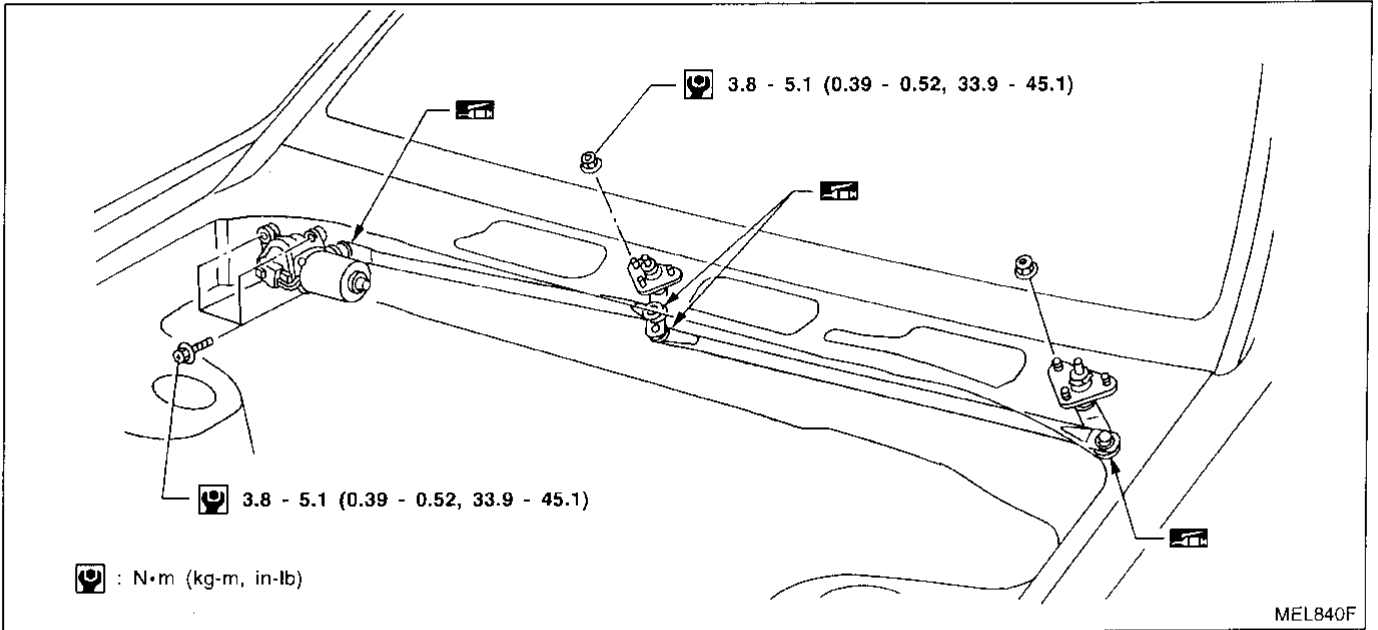 3.8 - 5.1 (0.39 - 0.52, 33.9 - 45.1)
3.8 - 5.1 (0.39 - 0.52, 33.9 - 45.1)
: N•m (kg-m, in-lb)
MEL840F